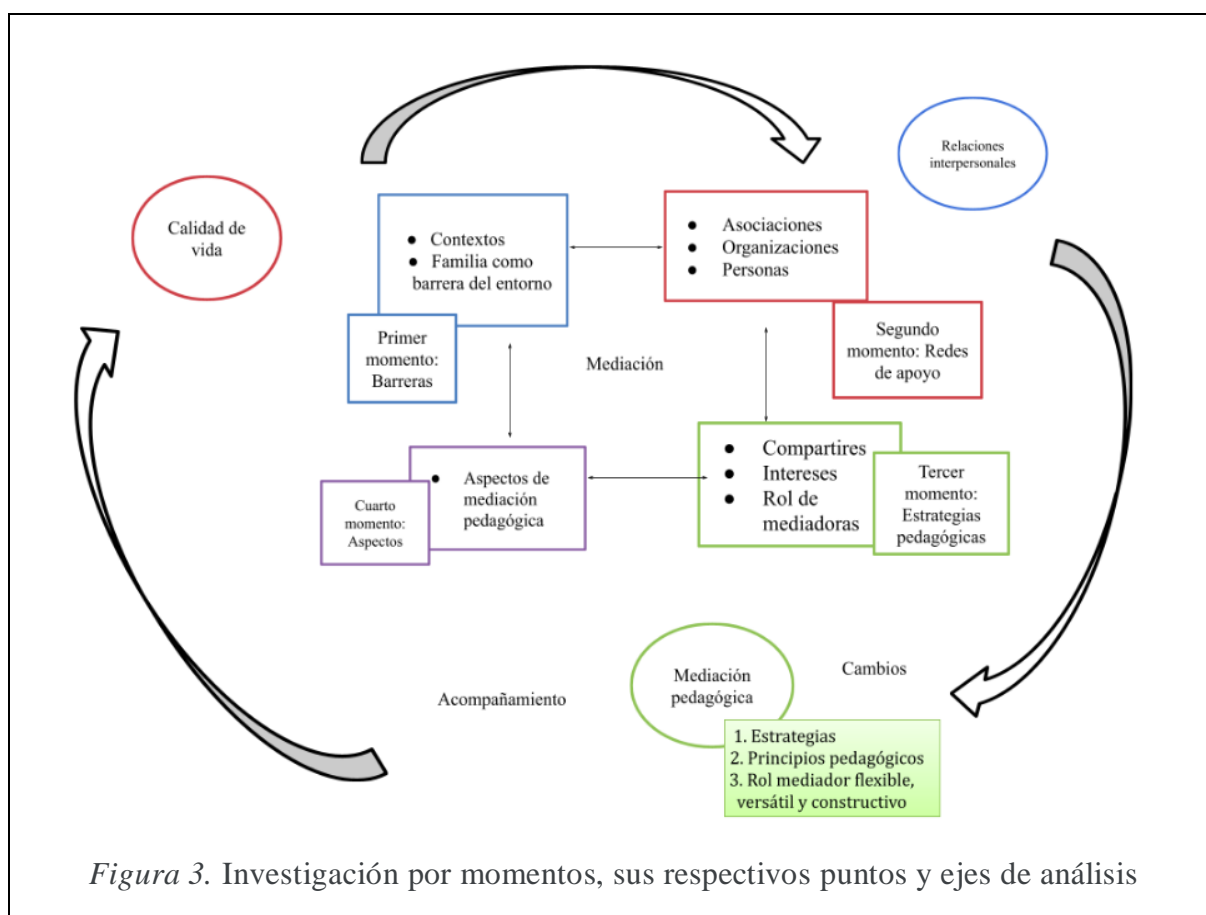 Relaciones
interpersonales
Calidad de
vida
● Contextos
● Familia como
barrera del entorno
● Asociaciones
● Organizaciones
● Personas
Primer
momento:
Barreras
Mediación
Segundo
momento: Redes
de apoyo
● Aspectos de
mediación
pedagógica
Cuarto
momento:
Aspectos
● Compartires
● Intereses
● Rol de
mediadoras
Tercer
momento:
Estrategias
pedagógicas
Acompañamiento
Mediación
pedagógica
Cambios
1. Estrategias
2. Principios pedagógicos
3. Rol mediador flexible,
versátil y constructivo
Figura 3. Investigación por momentos, sus respectivos puntos y ejes de análisis